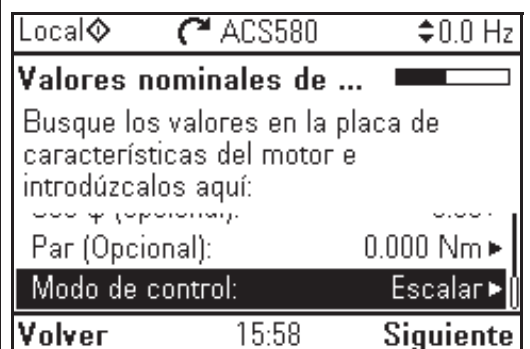 Local ACS580 0.0 Hz
Valores nominales de ...
Busque los valores en la placa de
características del motor e
introdúzcalos aquí:
Par (Opcional): 0.000 Nm
Modo de control: Escalar
Volver 15:58 Siguiente